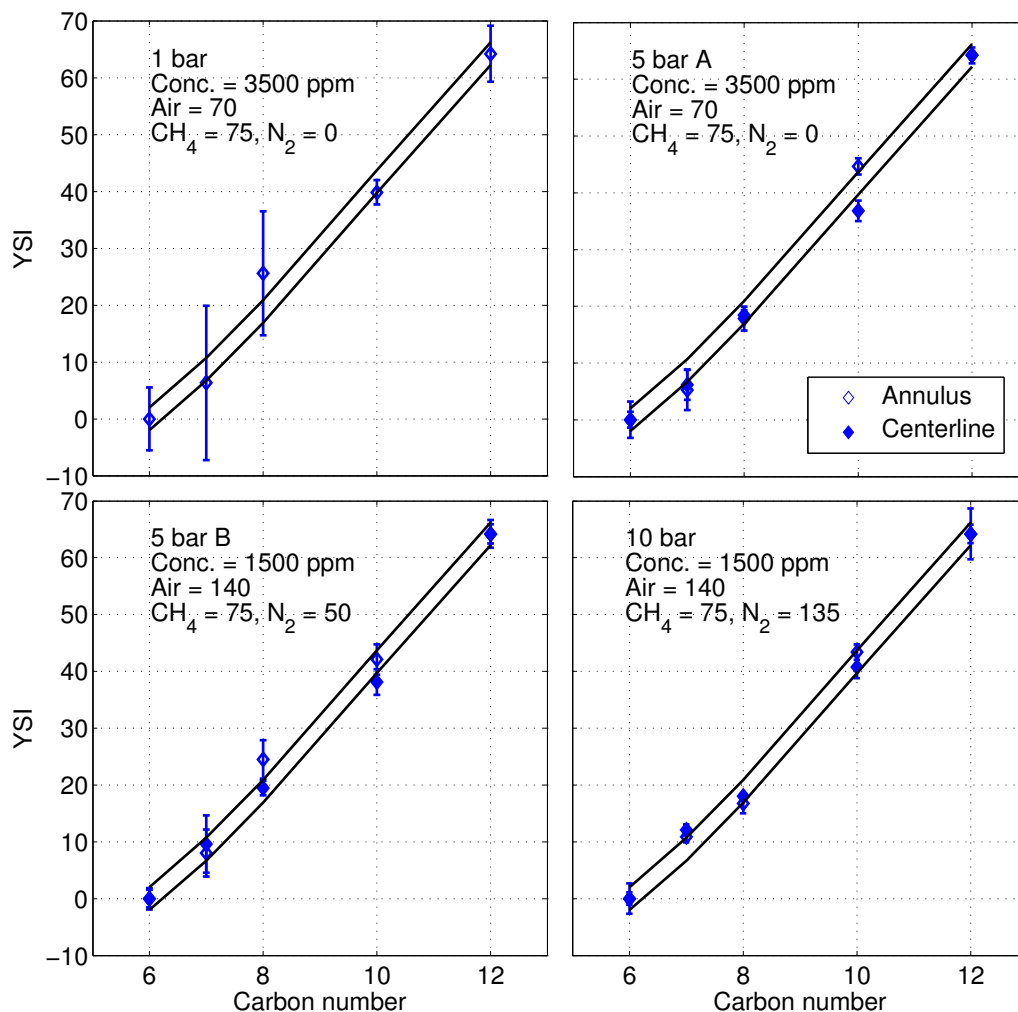 70
60
50
40
30
20
10
0
−10
YSI
1 bar
Conc. = 3500 ppm
Air = 70
CH4 = 75, N2 = 0
5 bar A
Conc. = 3500 ppm
Air = 70
CH4 = 75, N2 = 0
Annulus
Centerline
70
60
50
40
30
20
10
0
−10
YSI
5 bar B
Conc. = 1500 ppm
Air = 140
CH4 = 75, N2 = 50
6 8 10 12
Carbon number
10 bar
Conc. = 1500 ppm
Air = 140
CH4 = 75, N2 = 135
6 8 10 12
Carbon number